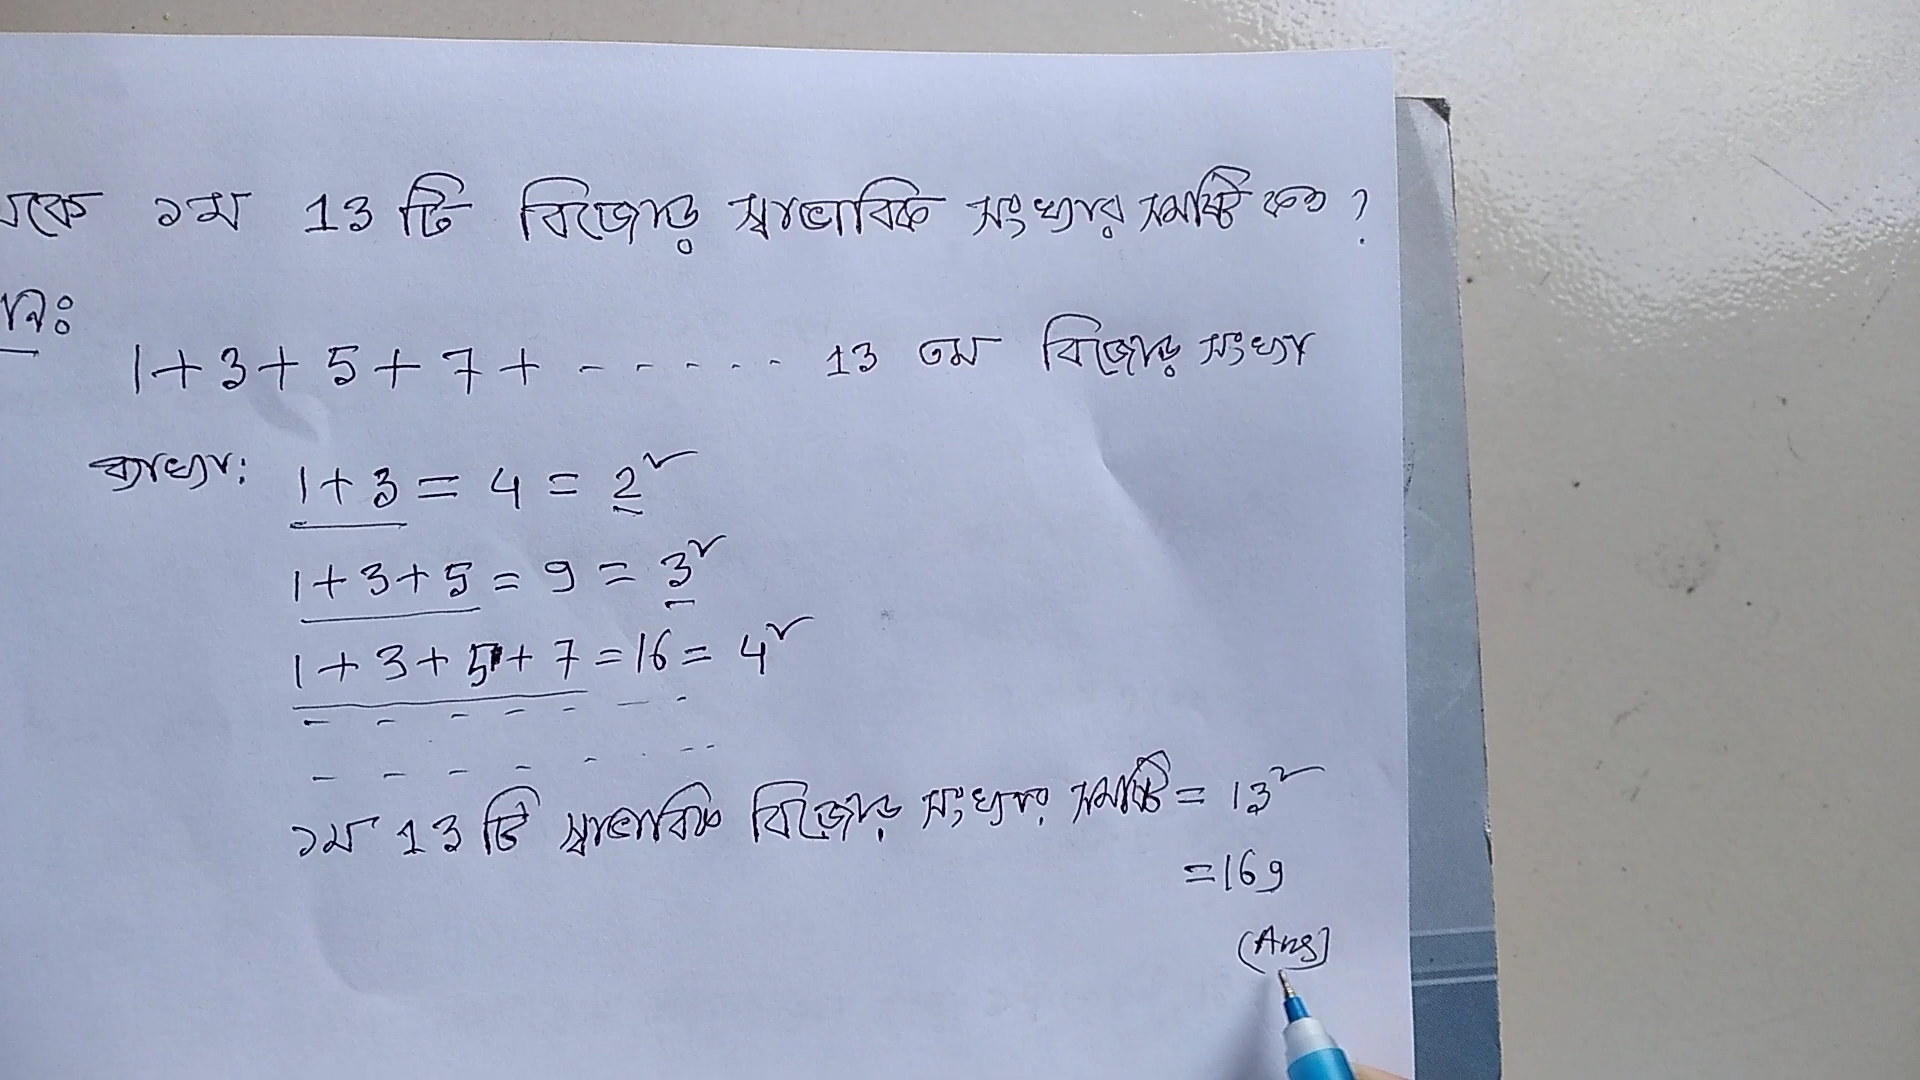 ১ম 13 টি বিজোড় স্বাভাবিক সংখ্যার সমষ্টি কত ?
1 + 3 + 5 + 7 + - - - - - - 13 তম বিজোড় সংখ্যা
ব্যাখ্যা: 1 + 3 = 4 = 2²
1 + 3 + 5 = 9 = 3²
1 + 3 + 5 + 7 = 16 = 4²
- - - - - - -
- - - - - - -
১ম 13 টি স্বাভাবিক বিজোড় সংখ্যার সমষ্টি = 13²
= 169
(Ans)